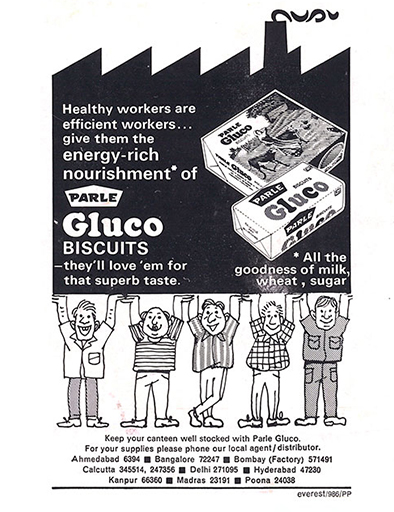 Healthy workers are
efficient workers...
give them the
energy-rich
nourishment* of
PARLE
Gluco
BISCUITS
—they'll love 'em for
that superb taste.
PARLE
Gluco
PARLE
BISCUITS
Gluco
PARLE
Gluco
* All the
goodness of milk,
wheat , sugar
Keep your canteen well stocked with Parle Gluco.
For your supplies please phone our local agent/distributor.
Ahmedabad 6394 ■ Bangalore 72247 ■ Bombay (Factory) 571491
Calcutta 345514, 247356 ■ Delhi 271095 ■ Hyderabad 47230
Kanpur 66360 ■ Madras 23191 ■ Poona 24038
everest/986/PP